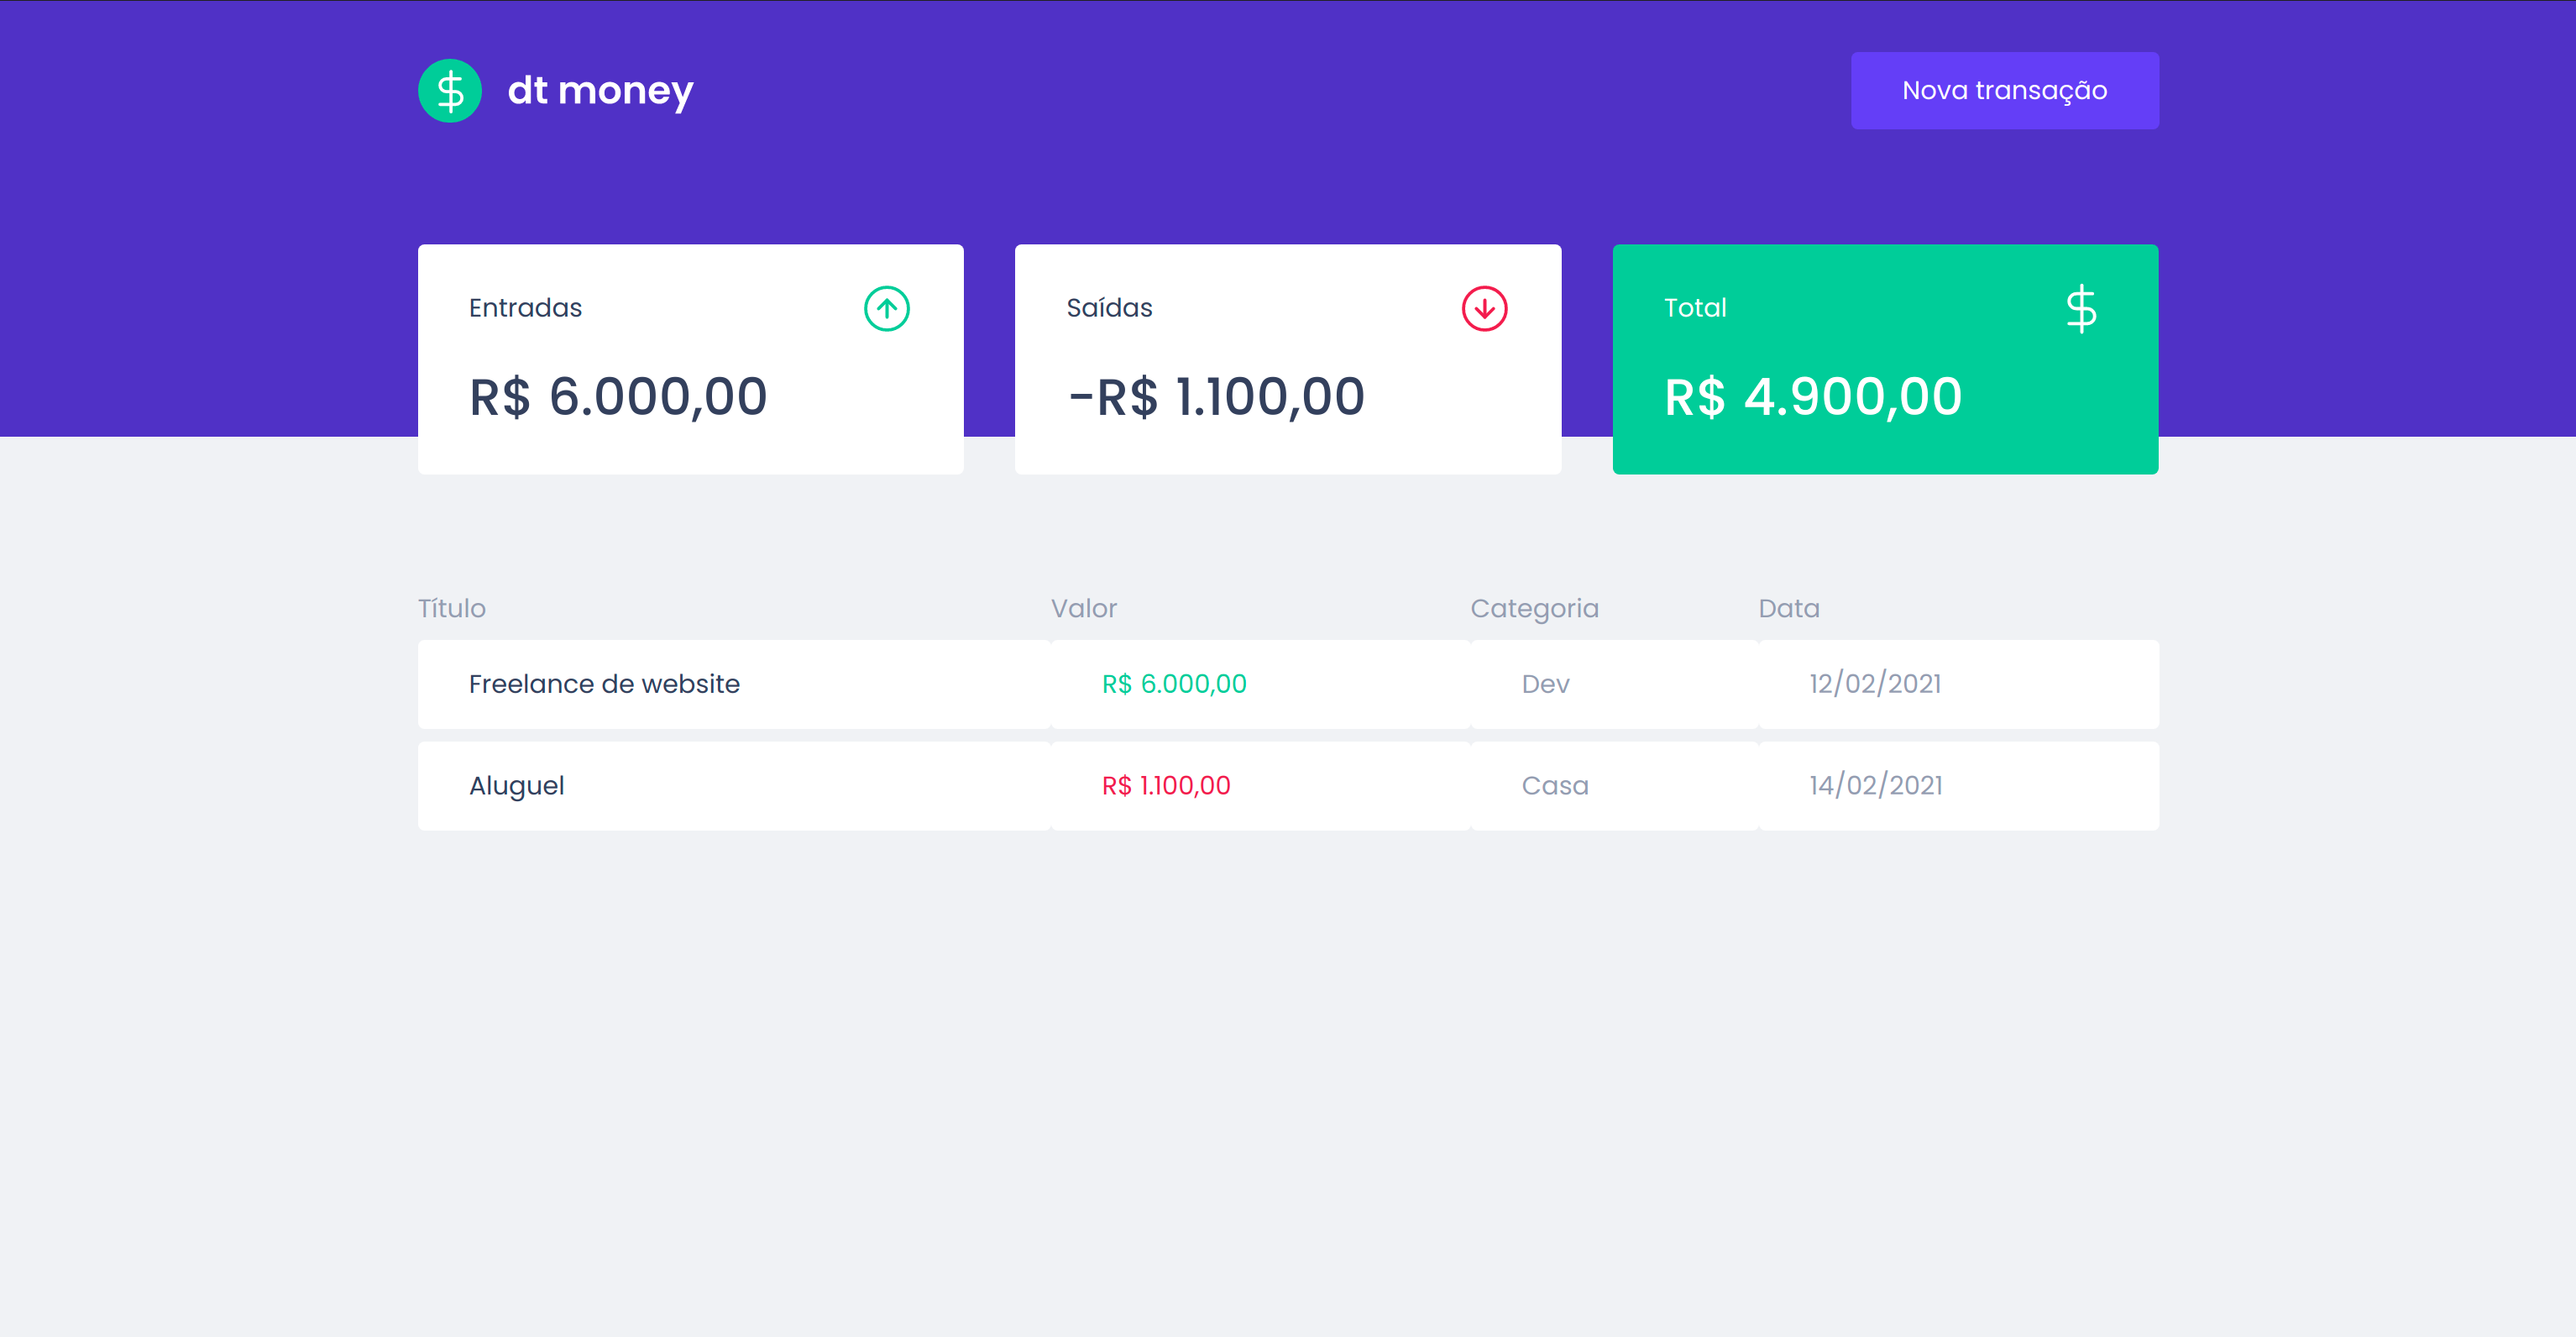 dt money
Nova transação
Entradas
Saídas
Total
R$ 6.000,00
-R$ 1.100,00
R$ 4.900,00
Título Valor Categoria Data
Freelance de website R$ 6.000,00 Dev 12/02/2021
Aluguel R$ 1.100,00 Casa 14/02/2021